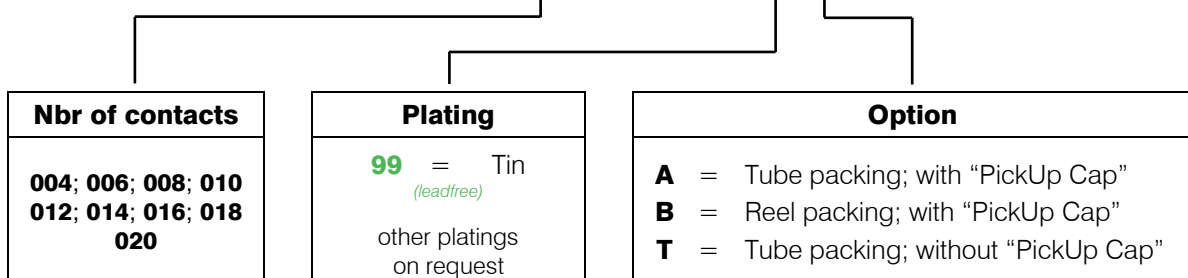 Nbr of contacts
004; 006; 008; 010
012; 014; 016; 018
020
Plating
99 = Tin
(leadfree)
other platings
on request
Option
A = Tube packing; with “PickUp Cap”
B = Reel packing; with “PickUp Cap”
T = Tube packing; without “PickUp Cap”